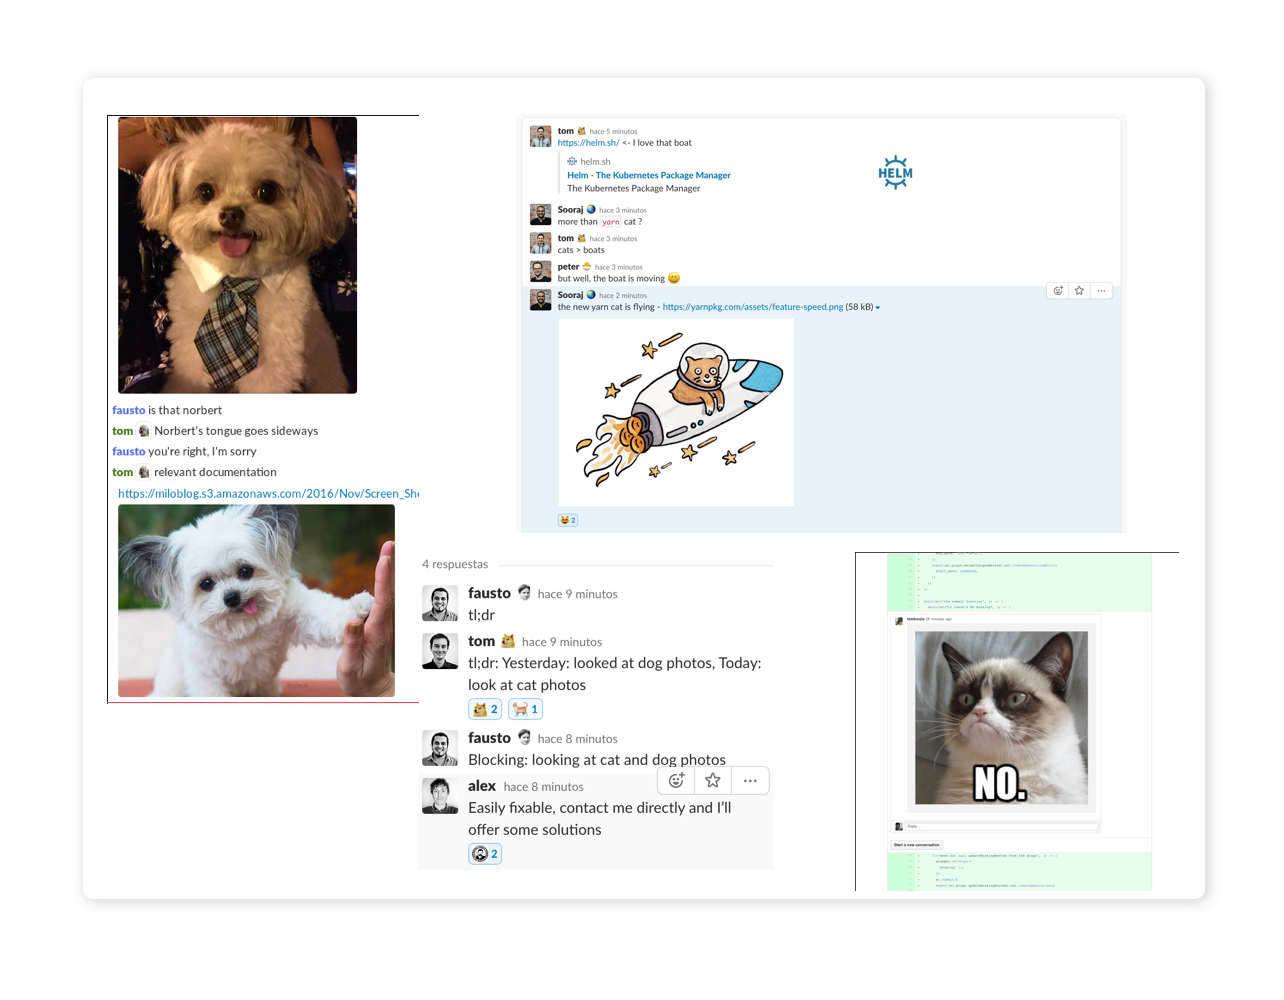 fausto is that norbert
tom Norbert's tongue goes sideways
fausto you're right, I'm sorry
tom relevant documentation
https://miloblog.s3.amazonaws.com/2016/Nov/Screen_Sh
tom hace 5 minutos
https://helm.sh/ <- I love that boat
helm.sh
Helm - The Kubernetes Package Manager
The Kubernetes Package Manager
HELM
Sooraj hace 3 minutos
more than yarn cat ?
tom hace 3 minutos
cats > boats
peter hace 3 minutos
but well, the boat is moving
Sooraj hace 2 minutos
the new yarn cat is flying - https://yarnpkg.com/assets/feature-speed.png (58 kB)
2
4 respuestas
fausto hace 9 minutos
tl;dr
tom hace 9 minutos
tl;dr: Yesterday: looked at dog photos, Today:
look at cat photos
2 1
fausto hace 8 minutos
Blocking: looking at cat and dog photos
alex hace 8 minutos
Easily fixable, contact me directly and I'll
offer some solutions
2
26 minutes ago
NO.
Reply...
Start a new conversation